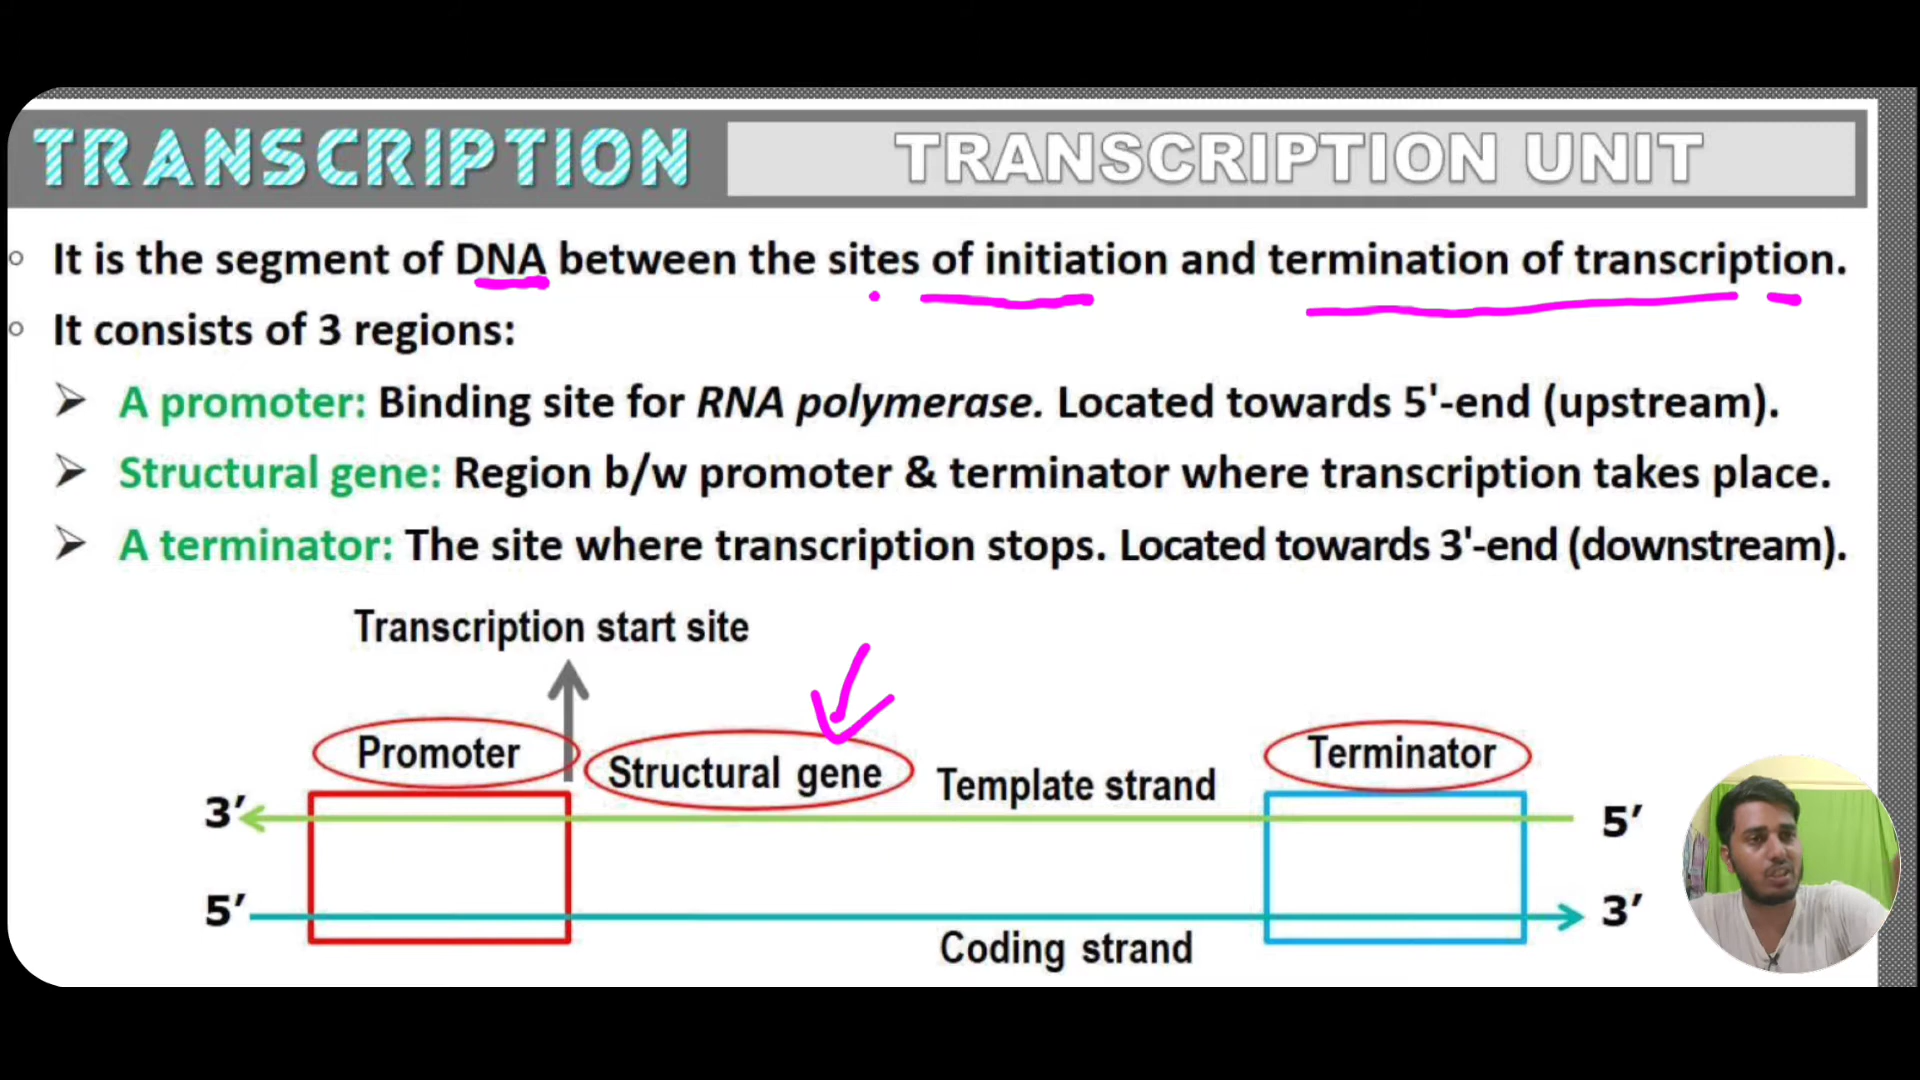 TRANSCRIPTION
TRANSCRIPTION UNIT
It is the segment of DNA between the sites of initiation and termination of transcription.
It consists of 3 regions:
A promoter: Binding site for RNA polymerase. Located towards 5'-end (upstream).
Structural gene: Region b/w promoter & terminator where transcription takes place.
A terminator: The site where transcription stops. Located towards 3'-end (downstream).
Transcription start site
Promoter
Structural gene
Template strand
Terminator
3′
5′
5′
3′
Coding strand